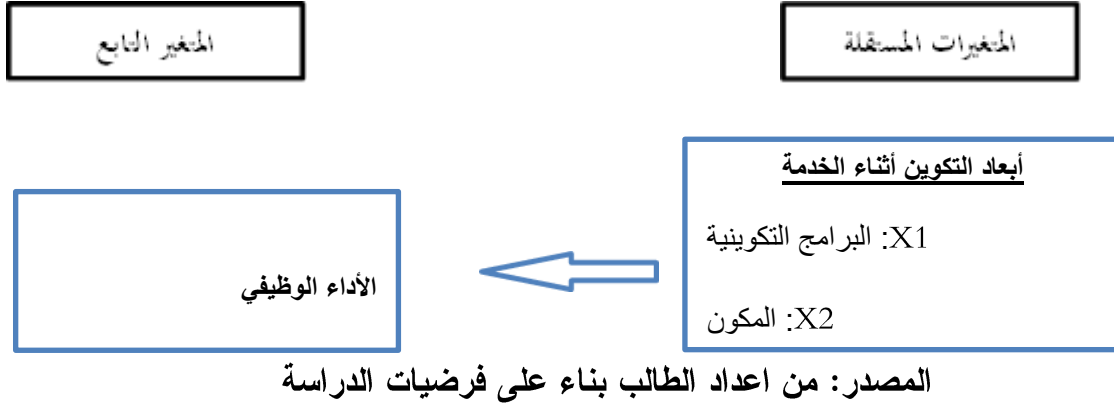 المتغيرات المستقلة
المتغير التابع
أبعاد التكوين أثناء الخدمة
X1: البرامج التكوينية
X2: المكون
الأداء الوظيفي
المصدر: من اعداد الطالب بناء على فرضيات الدراسة